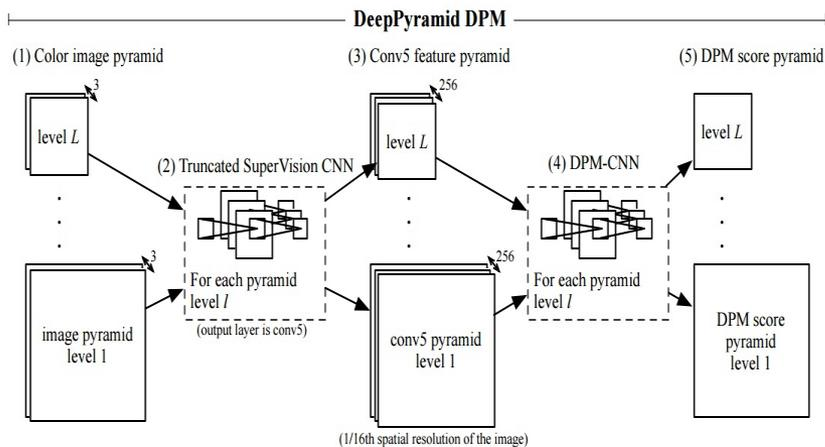 DeepPyramid DPM
(1) Color image pyramid
(3) Conv5 feature pyramid
(5) DPM score pyramid
3
256
level L
level L
level L
(2) Truncated SuperVision CNN
(4) DPM-CNN
3
256
For each pyramid
level l
For each pyramid
level l
(output layer is conv5)
image pyramid
level 1
conv5 pyramid
level 1
DPM score
pyramid
level 1
(1/16th spatial resolution of the image)